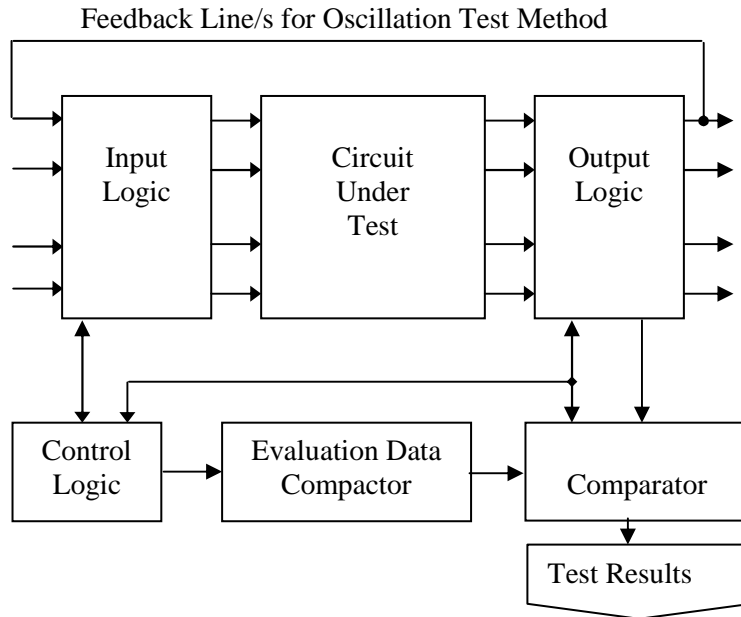 Feedback Line/s for Oscillation Test Method
Input
Logic
Circuit
Under
Test
Output
Logic
Control
Logic
Evaluation Data
Compactor
Comparator
Test Results